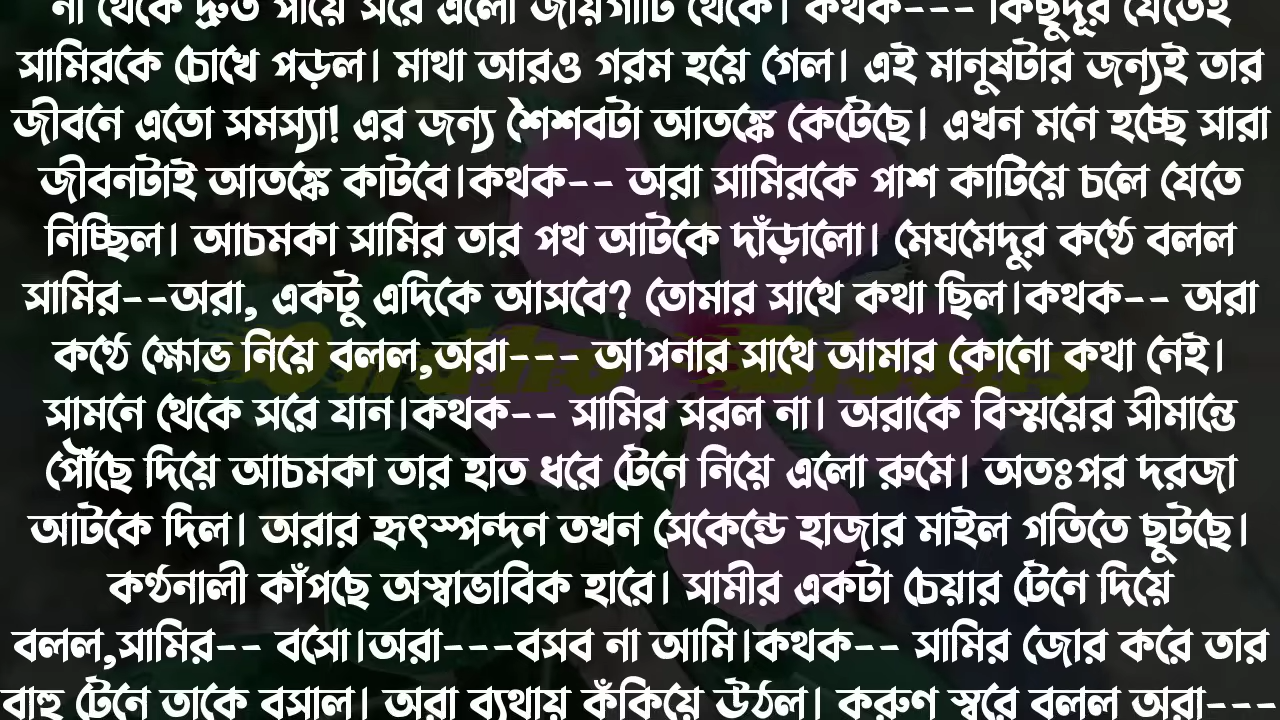 না থেকে দ্রুত পায়ে সরে এলো জায়গাটি থেকে। কথক--- কিছুদূর যেতেই
সামিরকে চোখে পড়ল। মাথা আরও গরম হয়ে গেল। এই মানুষটার জন্যই তার
জীবনে এতো সমস্যা! এর জন্য শৈশবটা আতঙ্কে কেটেছে। এখন মনে হচ্ছে সারা
জীবনটাই আতঙ্কে কাটবে।কথক-- অরা সামিরকে পাশ কাটিয়ে চলে যেতে
নিচ্ছিল। আচমকা সামির তার পথ আটকে দাঁড়ালো। মেঘমেদুর কণ্ঠে বলল
সামির--অরা, একটু এদিকে আসবে? তোমার সাথে কথা ছিল।কথক-- অরা
কণ্ঠে ক্ষোভ নিয়ে বলল,অরা--- আপনার সাথে আমার কোনো কথা নেই।
সামনে থেকে সরে যান।কথক-- সামির সরল না। অরাকে বিস্ময়ের সীমান্তে
পৌঁছে দিয়ে আচমকা তার হাত ধরে টেনে নিয়ে এলো রুমে। অতঃপর দরজা
আটকে দিল। অরার হৃৎস্পন্দন তখন সেকেন্ডে হাজার মাইল গতিতে ছুটছে।
কণ্ঠনালী কাঁপছে অস্বাভাবিক হারে। সামীর একটা চেয়ার টেনে দিয়ে
বলল,সামির-- বসো।অরা---বসব না আমি।কথক-- সামির জোর করে তার
বাহু টেনে তাকে বসাল। অরা ব্যথায় কঁকিয়ে উঠল। করুণ স্বরে বলল অরা---